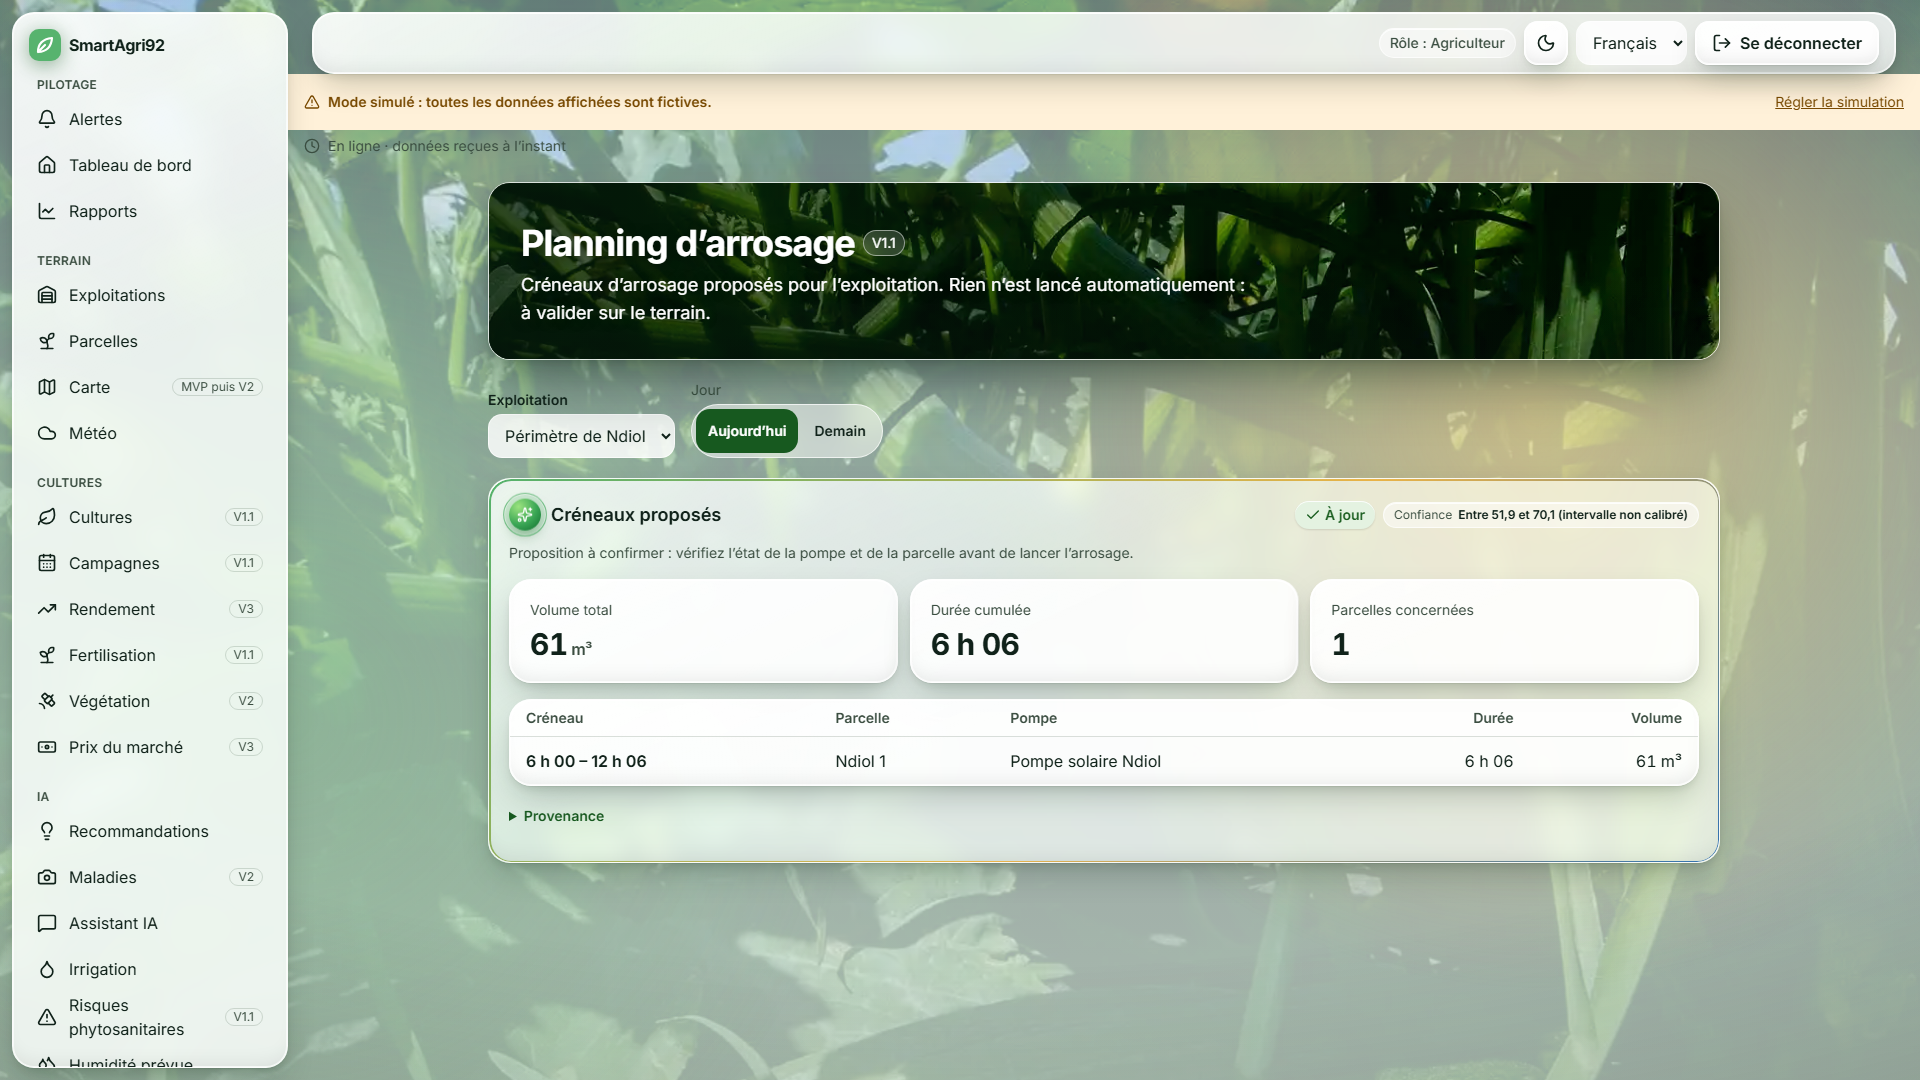 SmartAgri92
PILOTAGE
Alertes
Tableau de bord
Rapports
TERRAIN
Exploitations
Parcelles
Carte MVP puis V2
Météo
CULTURES
Cultures V1.1
Campagnes V1.1
Rendement V3
Fertilisation V1.1
Végétation V2
Prix du marché V3
IA
Recommandations
Maladies V2
Assistant IA
Irrigation
Risques phytosanitaires V1.1
Humidité prévue
Rôle : Agriculteur
Français
Se déconnecter
Mode simulé : toutes les données affichées sont fictives.
Régler la simulation
En ligne · données reçues à l’instant
Planning d’arrosage V1.1
Créneaux d’arrosage proposés pour l’exploitation. Rien n’est lancé automatiquement :
à valider sur le terrain.
Exploitation
Périmètre de Ndiol
Jour
Aujourd’hui Demain
Créneaux proposés
À jour
Confiance Entre 51,9 et 70,1 (intervalle non calibré)
Proposition à confirmer : vérifiez l’état de la pompe et de la parcelle avant de lancer l’arrosage.
Volume total
61 m³
Durée cumulée
6 h 06
Parcelles concernées
1
Créneau Parcelle Pompe Durée Volume
6 h 00 – 12 h 06 Ndiol 1 Pompe solaire Ndiol 6 h 06 61 m³
Provenance